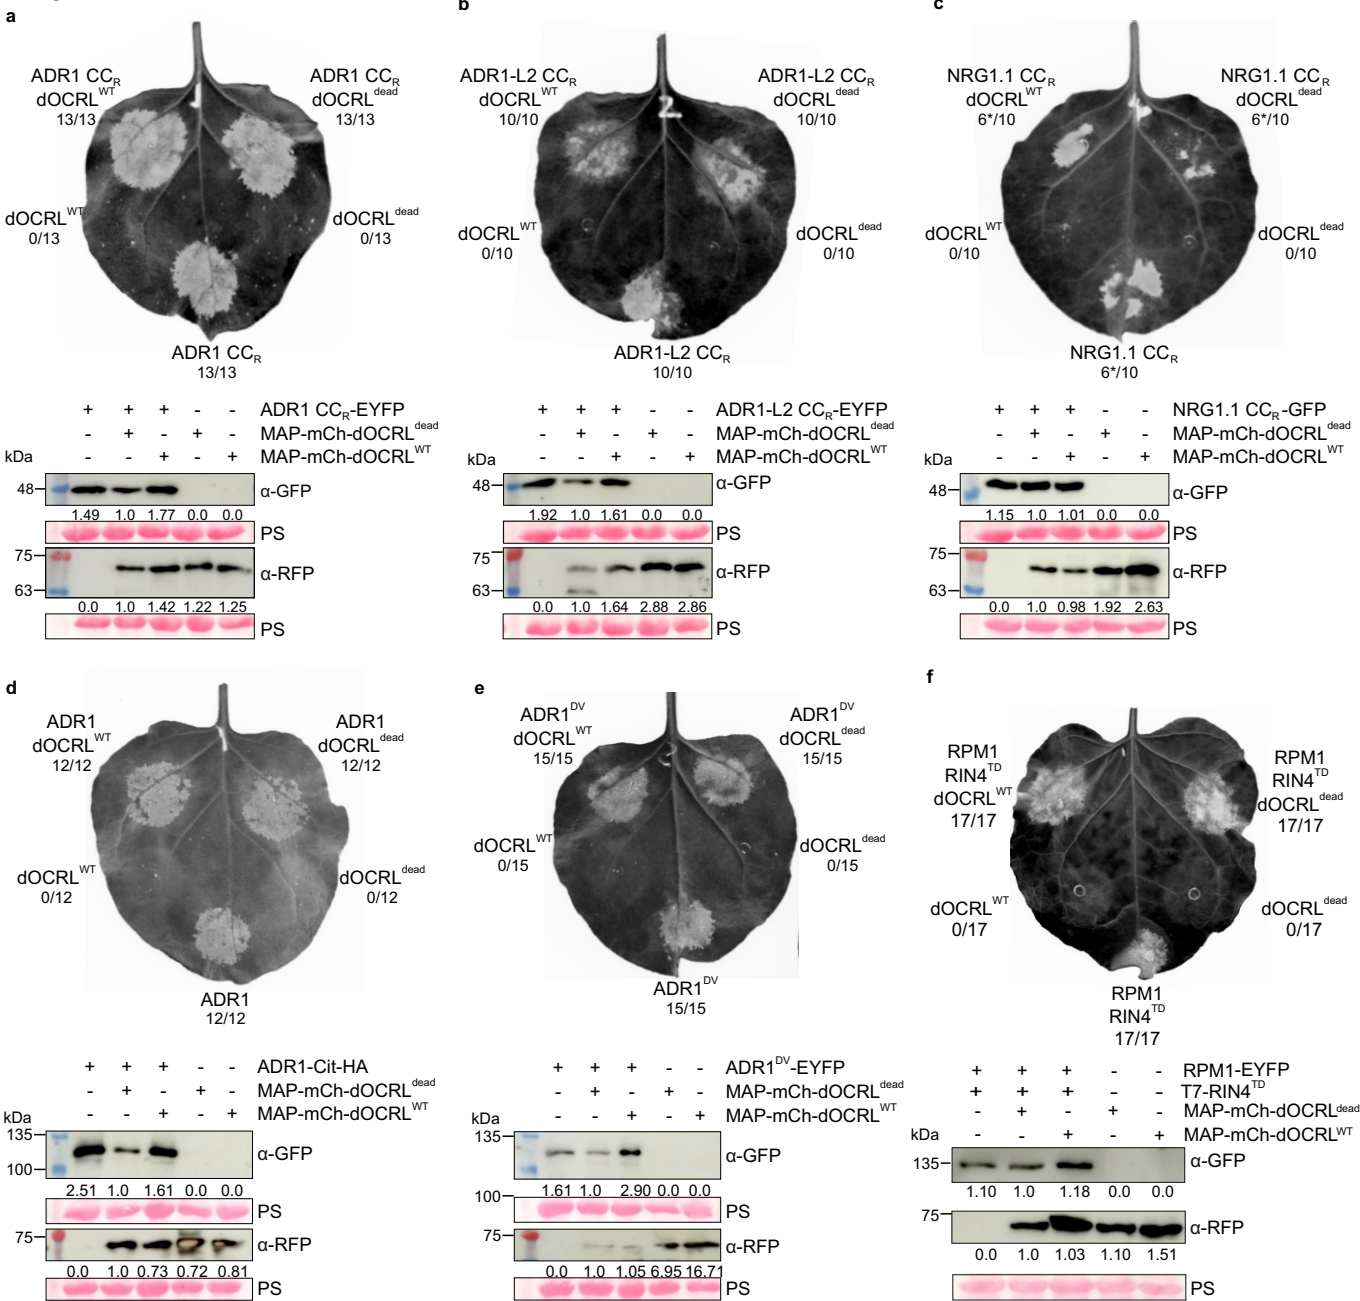 a
ADR1 CCR
dOCRLWT
13/13
ADR1 CCR
dOCRLdead
13/13
1
dOCRLWT
0/13
dOCRLdead
0/13
ADR1 CCR
13/13
+ + + - - ADR1 CCR-EYFP
- + - + - MAP-mCh-dOCRLdead
- - + - + MAP-mCh-dOCRLWT
kDa
48 α-GFP
1.49 1.0 1.77 0.0 0.0
PS
75 α-RFP
63
0.0 1.0 1.42 1.22 1.25
PS
b
ADR1-L2 CCR
dOCRLWT
10/10
ADR1-L2 CCR
dOCRLdead
10/10
2
dOCRLWT
0/10
dOCRLdead
0/10
ADR1-L2 CCR
10/10
+ + + - - ADR1-L2 CCR-EYFP
- + - + - MAP-mCh-dOCRLdead
- - + - + MAP-mCh-dOCRLWT
kDa
48 α-GFP
1.92 1.0 1.61 0.0 0.0
PS
75 α-RFP
63
0.0 1.0 1.64 2.88 2.86
PS
c
NRG1.1 CCR
dOCRLWT
6*/10
NRG1.1 CCR
dOCRLdead
6*/10
dOCRLWT
0/10
dOCRLdead
0/10
NRG1.1 CCR
6*/10
+ + + - - NRG1.1 CCR-GFP
- + - + - MAP-mCh-dOCRLdead
- - + - + MAP-mCh-dOCRLWT
kDa
48 α-GFP
1.15 1.0 1.01 0.0 0.0
PS
75 α-RFP
63
0.0 1.0 0.98 1.92 2.63
PS
d
ADR1
dOCRLWT
12/12
ADR1
dOCRLdead
12/12
dOCRLWT
0/12
dOCRLdead
0/12
ADR1
12/12
+ + + - - ADR1-Cit-HA
- + - + - MAP-mCh-dOCRLdead
- - + - + MAP-mCh-dOCRLWT
kDa
135 α-GFP
100
2.51 1.0 1.61 0.0 0.0
PS
75 α-RFP
0.0 1.0 0.73 0.72 0.81
PS
e
ADR1DV
dOCRLWT
15/15
ADR1DV
dOCRLdead
15/15
dOCRLWT
0/15
dOCRLdead
0/15
ADR1DV
15/15
+ + + - - ADR1DV-EYFP
- + - + - MAP-mCh-dOCRLdead
- - + - + MAP-mCh-dOCRLWT
kDa
135 α-GFP
1.61 1.0 2.90 0.0 0.0
100 PS
75 α-RFP
0.0 1.0 1.05 6.95 16.71
PS
f
RPM1
RIN4TD
dOCRLWT
17/17
RPM1
RIN4TD
dOCRLdead
17/17
dOCRLWT
0/17
dOCRLdead
0/17
RPM1
RIN4TD
17/17
+ + + - - RPM1-EYFP
+ + + - - T7-RIN4TD
- + - + - MAP-mCh-dOCRLdead
- - + - + MAP-mCh-dOCRLWT
kDa
135 α-GFP
1.10 1.0 1.18 0.0 0.0
75 α-RFP
0.0 1.0 1.03 1.10 1.51
PS